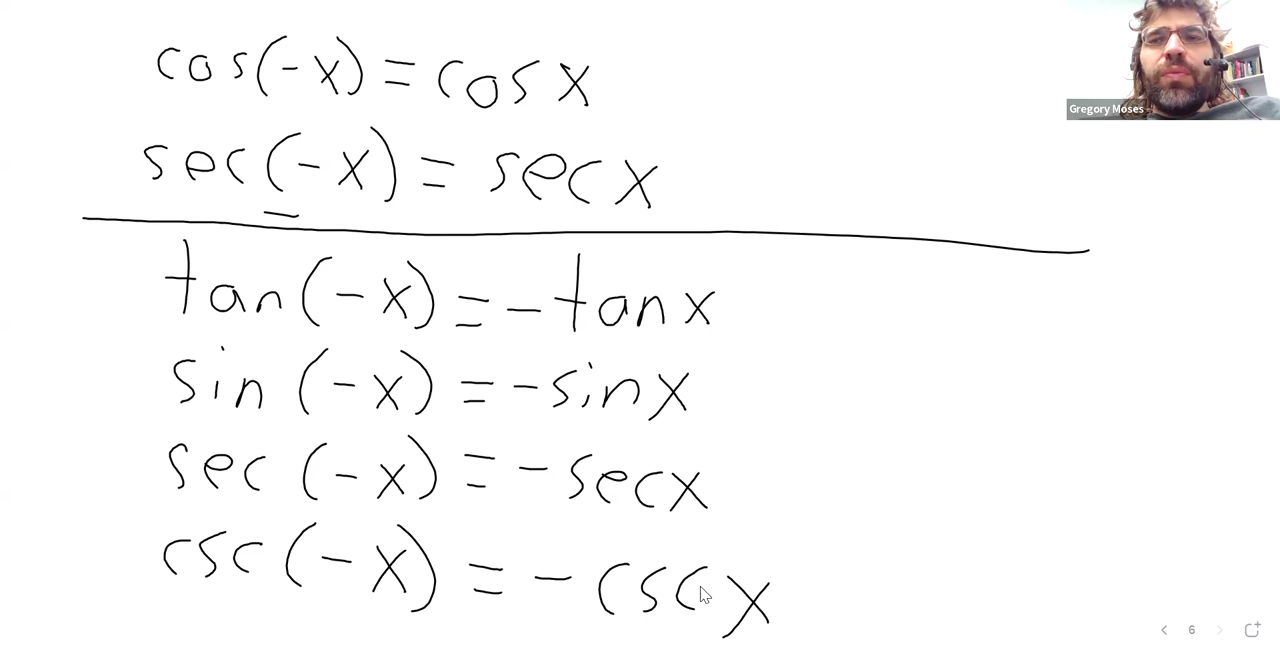 cos(-x) = cos x
sec(-x) = sec x
tan(-x) = -tan x
sin(-x) = -sin x
sec(-x) = -sec x
csc(-x) = -csc x
Gregory Moses
6